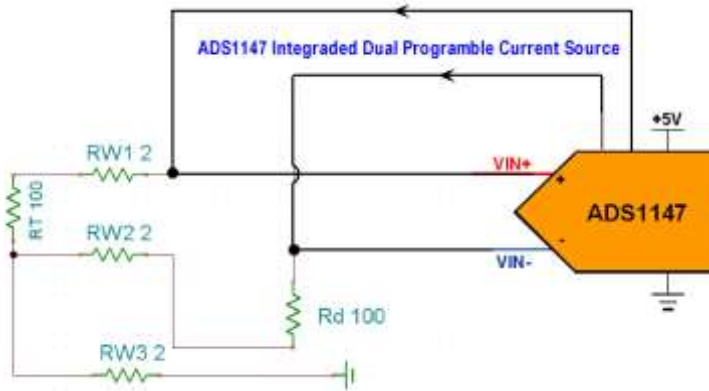 ADS1147 Integraded Dual Programble Current Source
+5V
RW1 2
VIN+
+
RT 100
ADS1147
RW2 2
-
VIN-
Rd 100
RW3 2